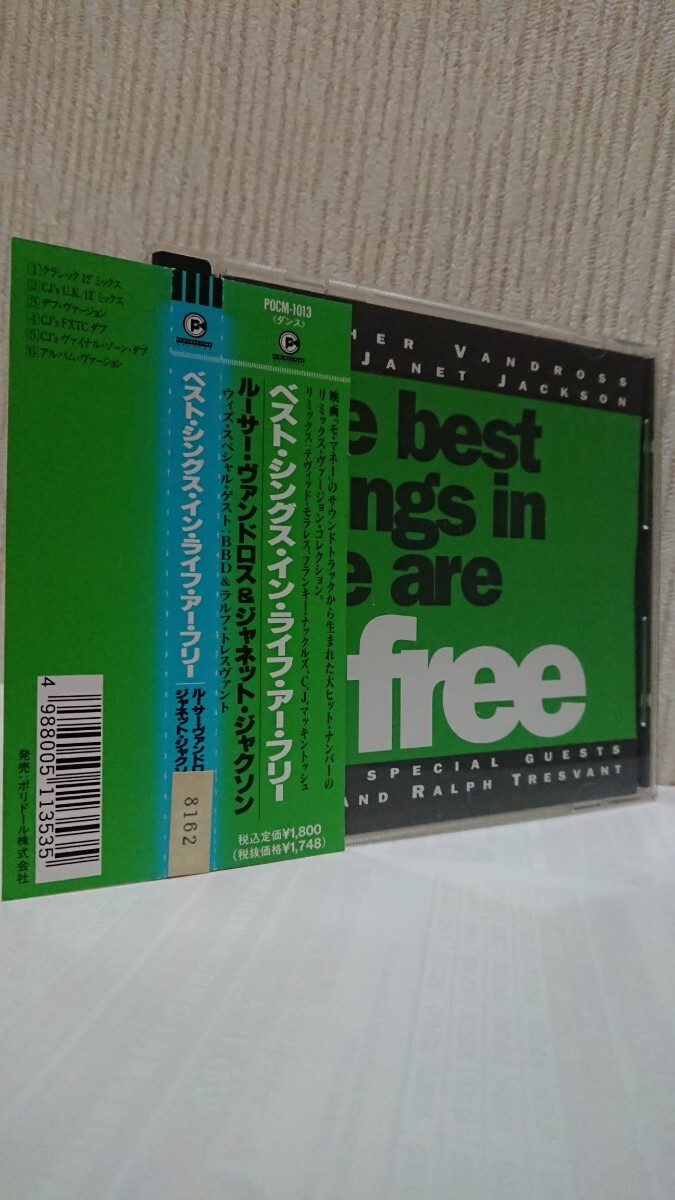 ①クラシック 12" ミックス
②CJ's U.K. 12" ミックス
③デフ・ヴァージョン
④CJ's FXTC ダブ
⑤CJ's ヴァイナル・ゾーン・ダブ
⑥アルバム・ヴァージョン
4 988005 113535
発売:ポリドール株式会社
ベスト・シングス・イン・ライフ・アー・フリー
ルーサーヴァンドロ
ジャネット・ジャクソ
8162
POCM-1013
〈ダンス〉
映画『モ・マネー』のサウンドトラックから生まれた大ヒット・ナンバーの
リミックス・ヴァージョン・コレクション。
リミックス:デヴィッド・モラレス、フランキー・ナックルズ、C.J.マッキントッシュ
ベスト・シングス・イン・ライフ・アー・フリー
ルーサー・ヴァンドロス&ジャネット・ジャクソン
ウィズ・スペシャル・ゲスト:BBD&ラルフ・トレスヴァント
税込定価¥1,800
(税抜価格¥1,748)
HER VANDROSS
JANET JACKSON
e best
ngs in
e are
free
SPECIAL GUESTS
AND RALPH TRESVANT